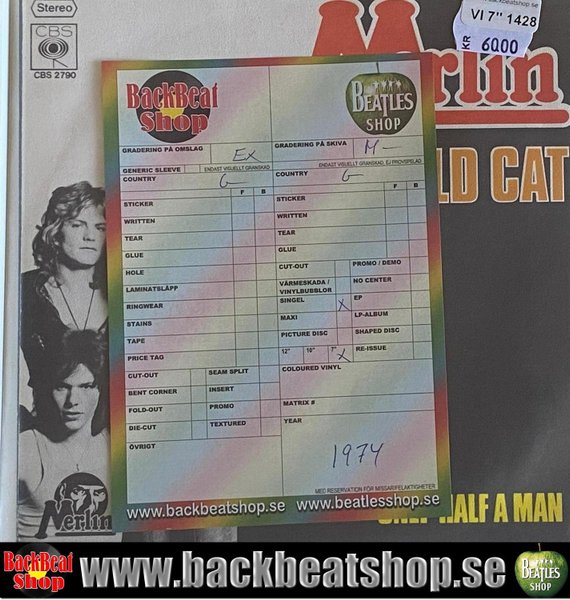 Stereo
CBS
CBS 2790
backbeatshop.se
VI 7" 1428
KR 6000
Merlin
LD CAT
BackBeat
Shop
BEATLES
SHOP
GRADERING PÅ OMSLAG
Ex
GRADERING PÅ SKIVA
M-
GENERIC SLEEVE
ENDAST VISUELLT GRANSKAD
ENDAST VISUELLT GRANSKAD, EJ PROVSPELAD
COUNTRY
G
COUNTRY
G
F B
F B
STICKER
STICKER
WRITTEN
WRITTEN
TEAR
TEAR
GLUE
GLUE
HOLE
CUT-OUT
PROMO / DEMO
LAMINATSLÄPP
VÄRMESKADA /
VINYLBUBBLOR
NO CENTER
RINGWEAR
SINGEL
X
EP
STAINS
MAXI
LP-ALBUM
TAPE
PICTURE DISC
SHAPED DISC
PRICE TAG
12" 10" 7" X
RE-ISSUE
CUT-OUT
SEAM SPLIT
COLOURED VINYL
BENT CORNER
INSERT
FOLD-OUT
PROMO
MATRIX #
DIE-CUT
TEXTURED
YEAR
ÖVRIGT
1974
MED RESERVATION FÖR MISSAR/FELAKTIGHETER
www.backbeatshop.se www.beatlesshop.se
Merlin
HALF A MAN
BackBeat
Shop
www.backbeatshop.se
BEATLES
SHOP